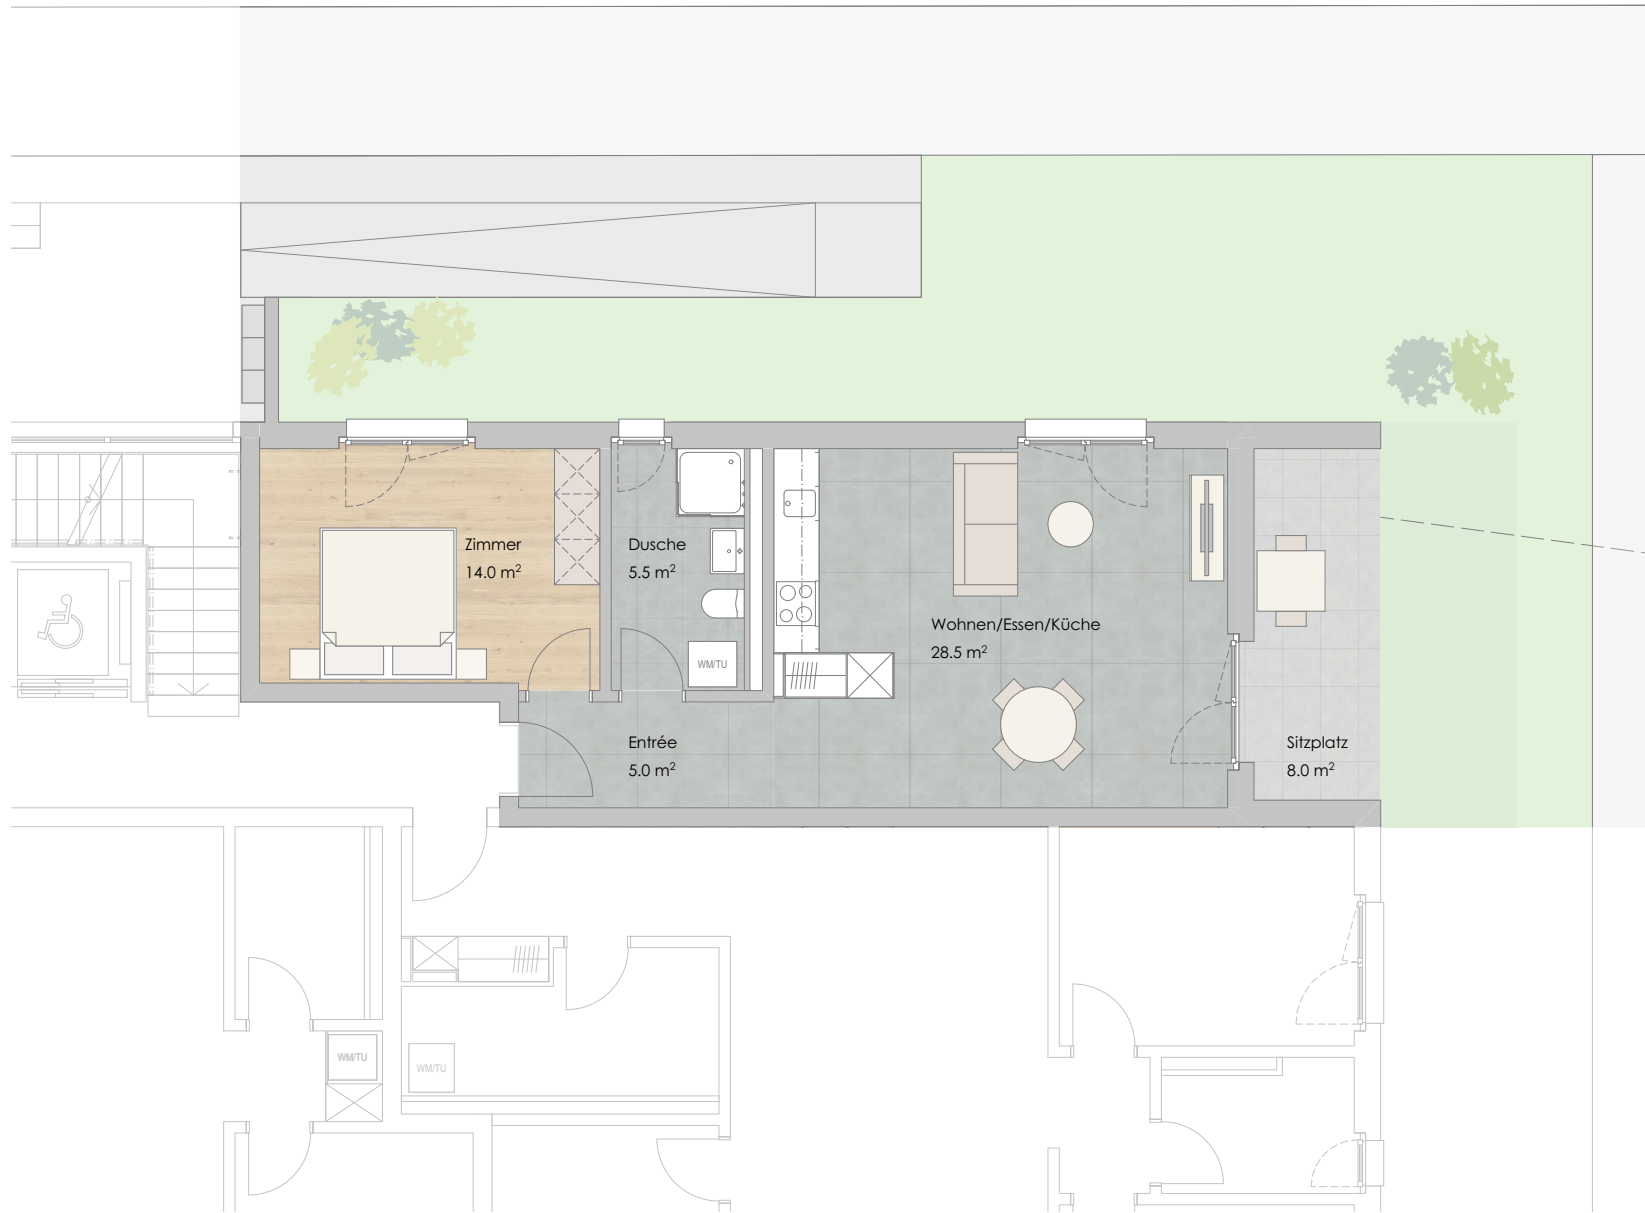 Zimmer
14.0 m²
Dusche
5.5 m²
WM/TU
Wohnen/Essen/Küche
28.5 m²
Entrée
5.0 m²
Sitzplatz
8.0 m²
WM/TU
WM/TU